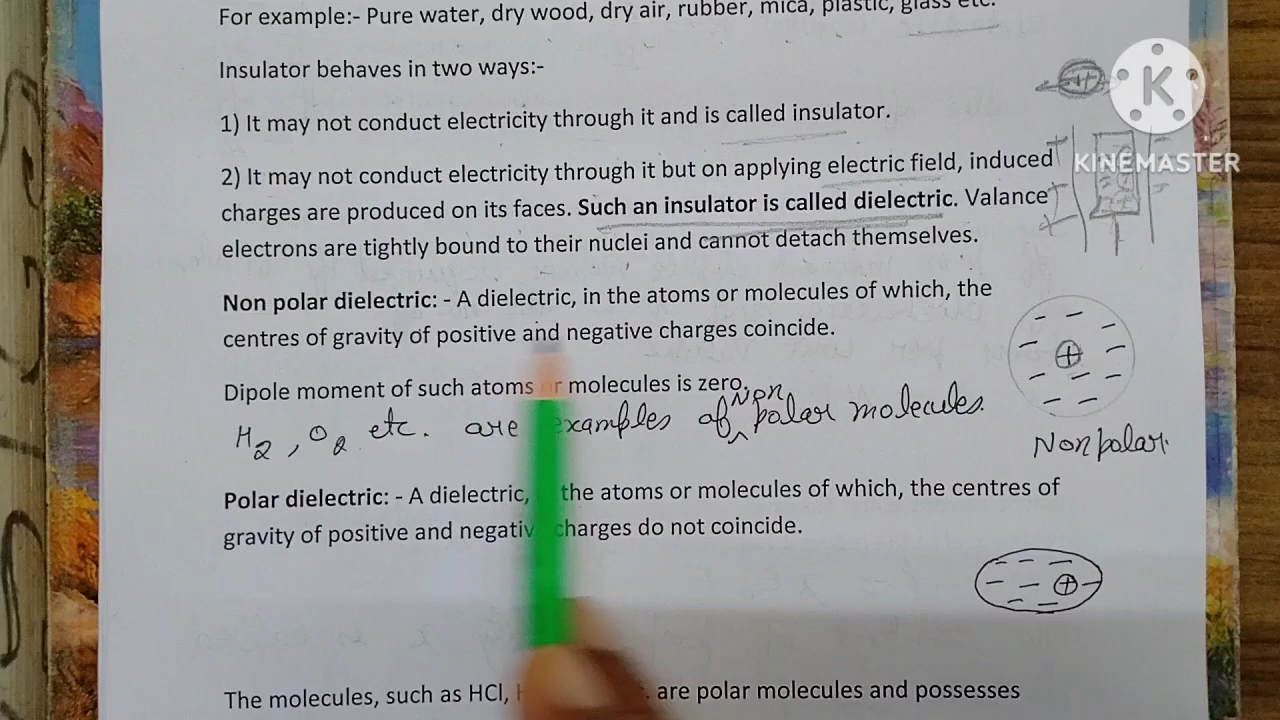 For example:- Pure water, dry wood, dry air, rubber, mica, plastic, glass etc.
Insulator behaves in two ways:-
1) It may not conduct electricity through it and is called insulator.
2) It may not conduct electricity through it but on applying electric field, induced
charges are produced on its faces. Such an insulator is called dielectric. Valance
electrons are tightly bound to their nuclei and cannot detach themselves.
Non polar dielectric: - A dielectric, in the atoms or molecules of which, the
centres of gravity of positive and negative charges coincide.
Dipole moment of such atoms or molecules is zero.
H2, O2 etc. are examples of Non polar molecules.
Non polar.
Polar dielectric: - A dielectric, the atoms or molecules of which, the centres of
gravity of positive and negativ charges do not coincide.
The molecules, such as HCl, are polar molecules and possesses
K
KINEMASTER